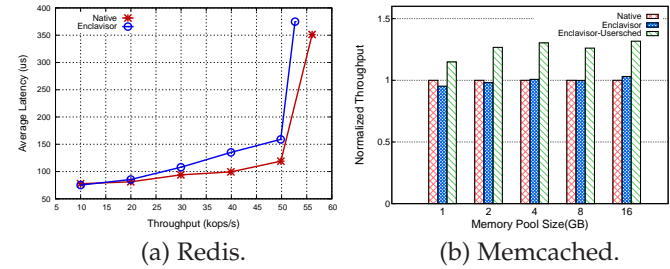 400
350
300
250
200
150
100
50
Average Latency (us)
Native
Enclavisor
5 10 15 20 25 30 35 40 45 50 55 60
Throughput (kops/s)
(a) Redis.
1.5
1
0.5
0
Normalized Throughput
Native
Enclavisor
Enclavisor-Usersched
1 2 4 8 16
Memory Pool Size(GB)
(b) Memcached.